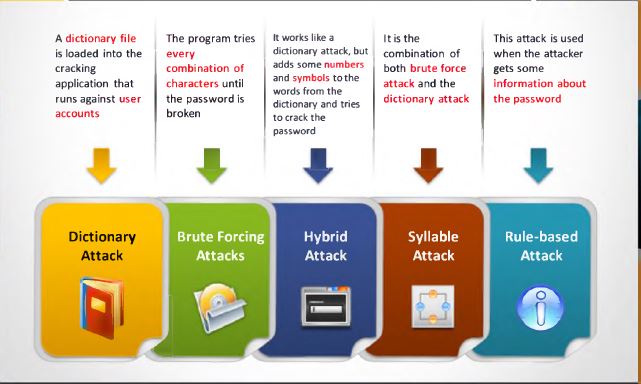 A dictionary file
is loaded into the
cracking
application that
runs against user
accounts
The program tries
every
combination of
characters until
the password is
broken
It works like a
dictionary attack, but
adds some numbers
and symbols to the
words from the
dictionary and tries
to crack the
password
It is the
combination of
both brute force
attack and the
dictionary attack
This attack is used
when the attacker
gets some
information about
the password
Dictionary
Attack
Brute Forcing
Attacks
Hybrid
Attack
Syllable
Attack
Rule-based
Attack